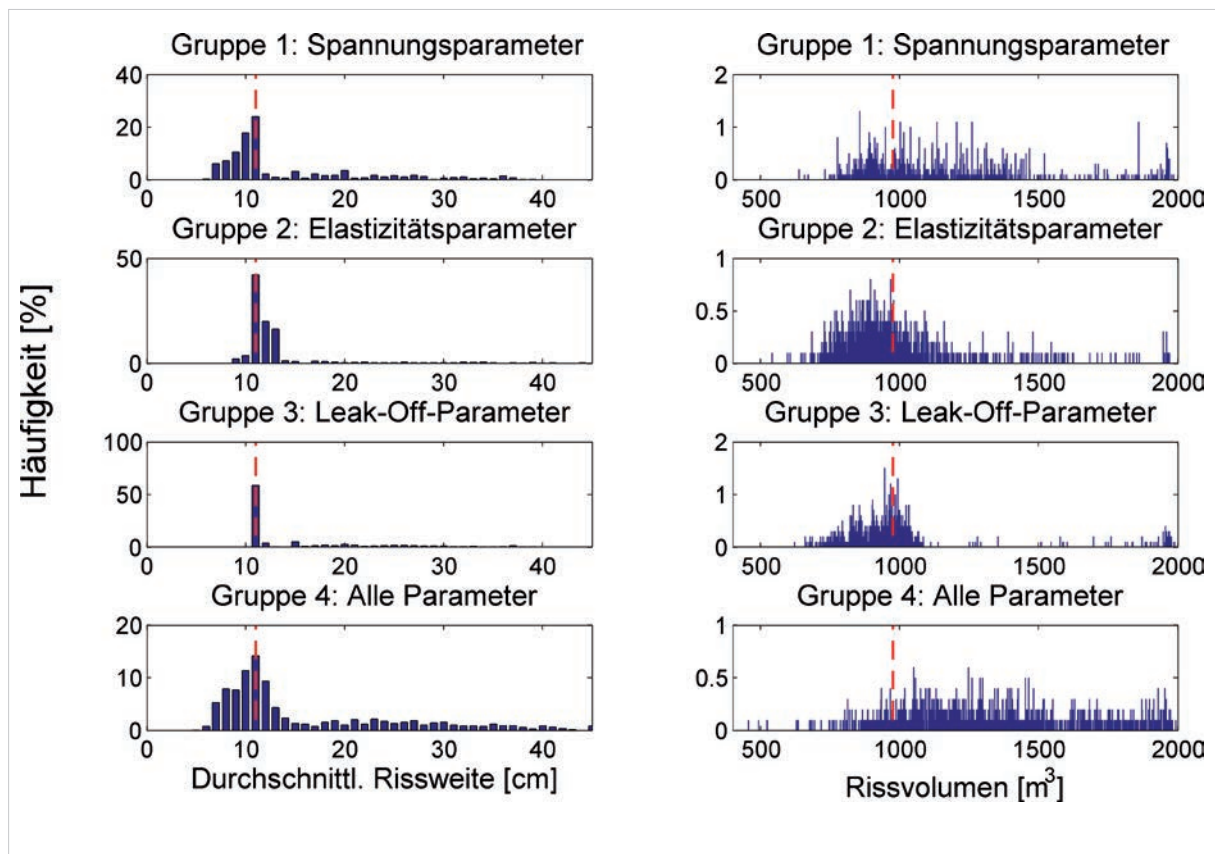 Häufigkeit [%]
Gruppe 1: Spannungsparameter
40
20
0
0 10 20 30 40
Gruppe 2: Elastizitätsparameter
50
0
0 10 20 30 40
Gruppe 3: Leak-Off-Parameter
100
50
0
0 10 20 30 40
Gruppe 4: Alle Parameter
20
10
0
0 10 20 30 40
Durchschnittl. Rissweite [cm]
Gruppe 1: Spannungsparameter
2
1
0
500 1000 1500 2000
Gruppe 2: Elastizitätsparameter
1
0.5
0
500 1000 1500 2000
Gruppe 3: Leak-Off-Parameter
2
1
0
500 1000 1500 2000
Gruppe 4: Alle Parameter
1
0.5
0
500 1000 1500 2000
Rissvolumen [m³]